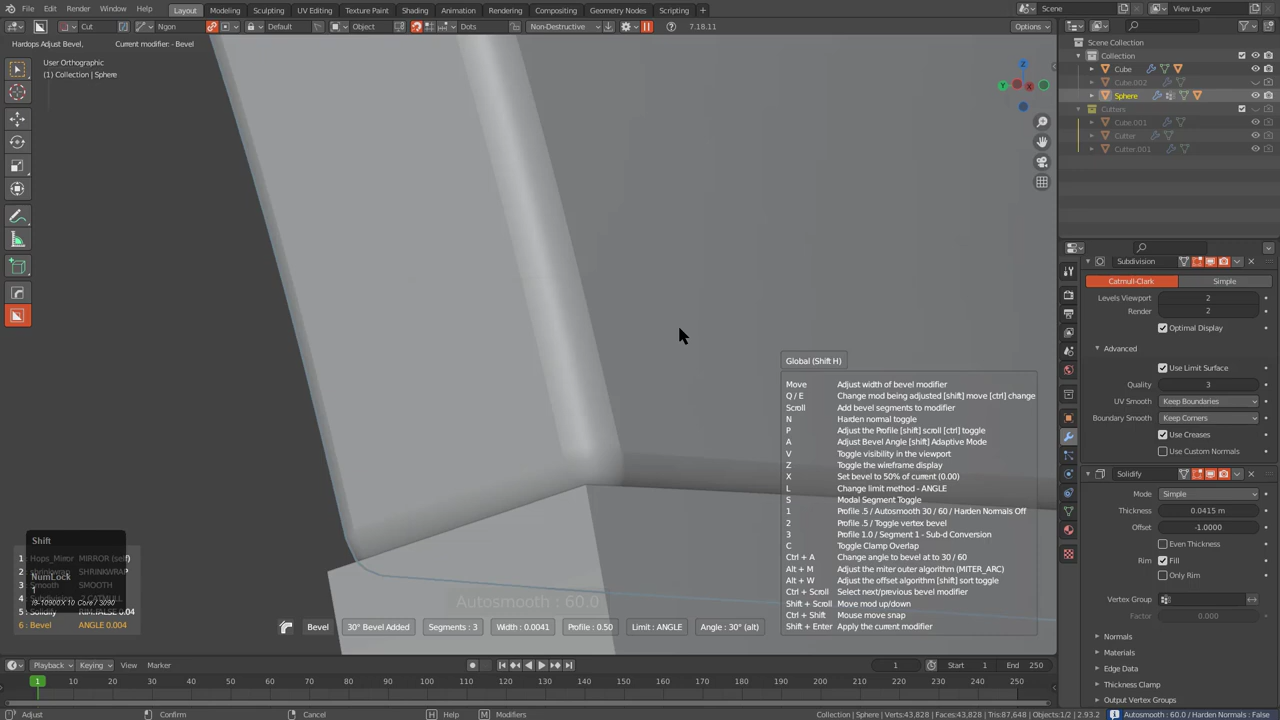 File Edit Render Window Help
Layout Modeling Sculpting UV Editing Texture Paint Shading Animation Rendering Compositing Geometry Nodes Scripting +
Scene
View Layer
Cut Ngon Default Object Dots Non-Destructive 7.18.11
Options
Hardops Adjust Bevel, Current modifier: - Bevel
User Orthographic
(1) Collection | Sphere
Z
Y
X
Scene Collection
Collection
Cube
Cube.002
Sphere
Cutters
Cube.001
Cutter
Cutter.001
Subdivision
Catmull-Clark Simple
Levels Viewport 2
Render 2
Optimal Display
Advanced
Use Limit Surface
Quality 3
UV Smooth Keep Boundaries
Boundary Smooth Keep Corners
Use Creases
Use Custom Normals
Solidify
Mode Simple
Thickness 0.0415 m
Offset -1.0000
Even Thickness
Rim Fill
Only Rim
Vertex Group
Factor 0.000
Normals
Materials
Edge Data
Thickness Clamp
Output Vertex Groups
Global (Shift H)
Move Adjust width of bevel modifier
Q / E Change mod being adjusted [shift] move [ctrl] change
Scroll Add bevel segments to modifier
N Harden normal toggle
P Adjust the Profile [shift] scroll [ctrl] toggle
A Adjust Bevel Angle [shift] Adaptive Mode
V Toggle visibility in the viewport
Z Toggle the wireframe display
X Set bevel to 50% of current (0.00)
L Change limit method - ANGLE
S Modal Segment Toggle
1 Profile .5 / Autosmooth 30 / 60 / Harden Normals Off
2 Profile .5 / Toggle vertex bevel
3 Profile 1.0 / Segment 1 - Sub-d Conversion
C Toggle Clamp Overlap
Ctrl + A Change angle to bevel at to 30 / 60
Alt + M Adjust the miter outer algorithm (MITER_ARC)
Alt + W Adjust the offset algorithm [shift] sort toggle
Ctrl + Scroll Select next/previous bevel modifier
Shift + Scroll Move mod up/down
Ctrl + Shift Mouse move snap
Shift + Enter Apply the current modifier
Shift
NumLock
1
i9-10900X 10 Core / 3090
1 Hops_Mirror MIRROR (self)
SHRINKWRAP
SMOOTH
5 Solidify RIM:FALSE 0.04
6 : Bevel ANGLE 0.004
Autosmooth : 60.0
Bevel 30° Bevel Added Segments : 3 Width : 0.0041 Profile : 0.50 Limit : ANGLE Angle : 30° (alt)
Playback Keying View Marker
1 Start 1 End 250
1 10 20 30 40 50 60 70 80 90 100 110 120 130 140 150 160 170 180 190 200 210 220 230 240 250
Adjust Confirm Cancel H Help M Modifiers
Collection | Sphere Verts:43,828 Faces:43,828 Tris:87,648 Objects:1/2 2.93.2
Autosmooth : 60.0 / Harden Normals : False